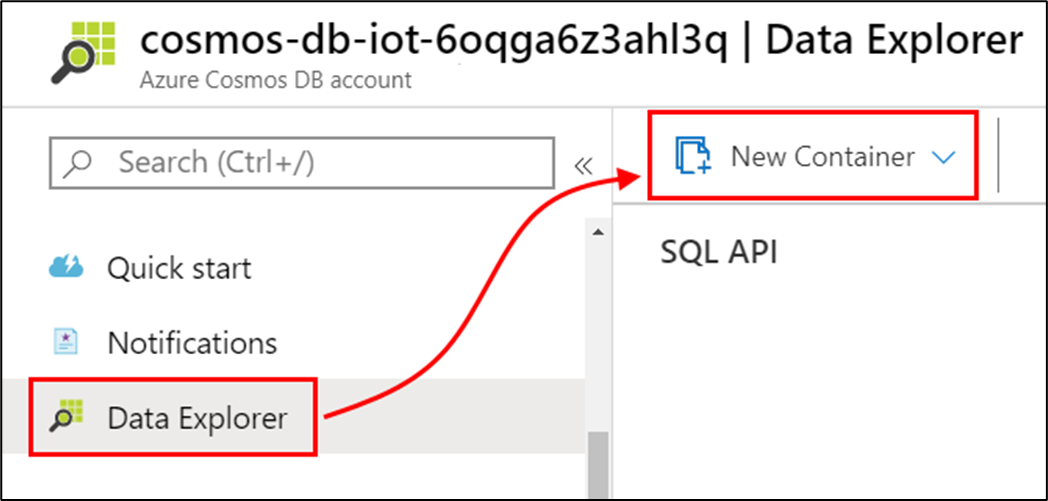 cosmos-db-iot-6oqga6z3ahl3q | Data Explorer
Azure Cosmos DB account
Search (Ctrl+/)
«
New Container
SQL API
Quick start
Notifications
Data Explorer